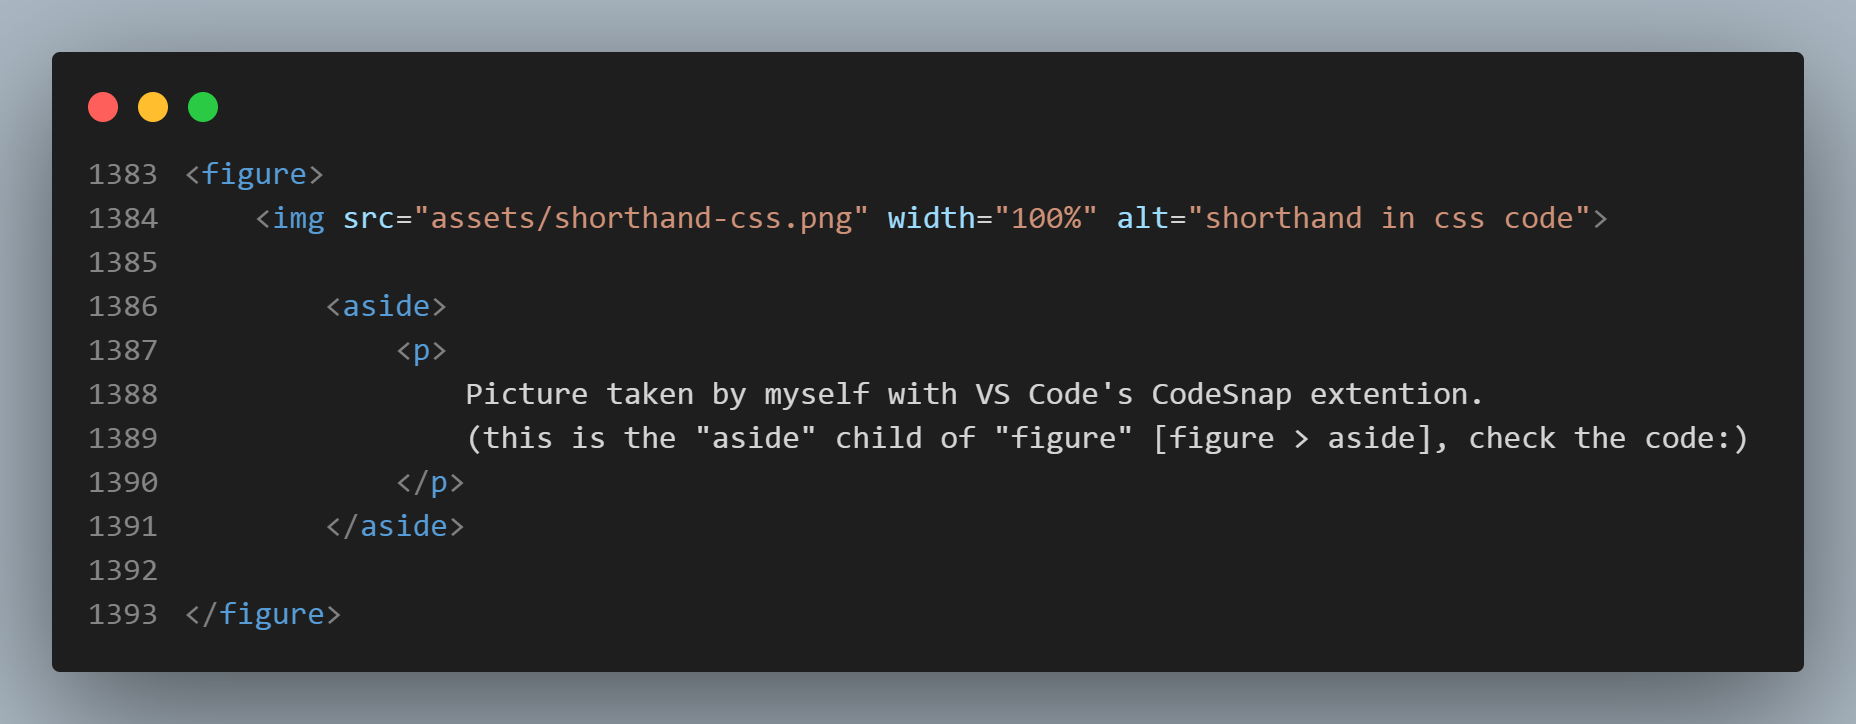 1383 <figure>
1384     <img src="assets/shorthand-css.png" width="100%" alt="shorthand in css code">
1385
1386         <aside>
1387             <p>
1388                 Picture taken by myself with VS Code's CodeSnap extention.
1389                 (this is the "aside" child of "figure" [figure > aside], check the code:)
1390             </p>
1391         </aside>
1392
1393 </figure>